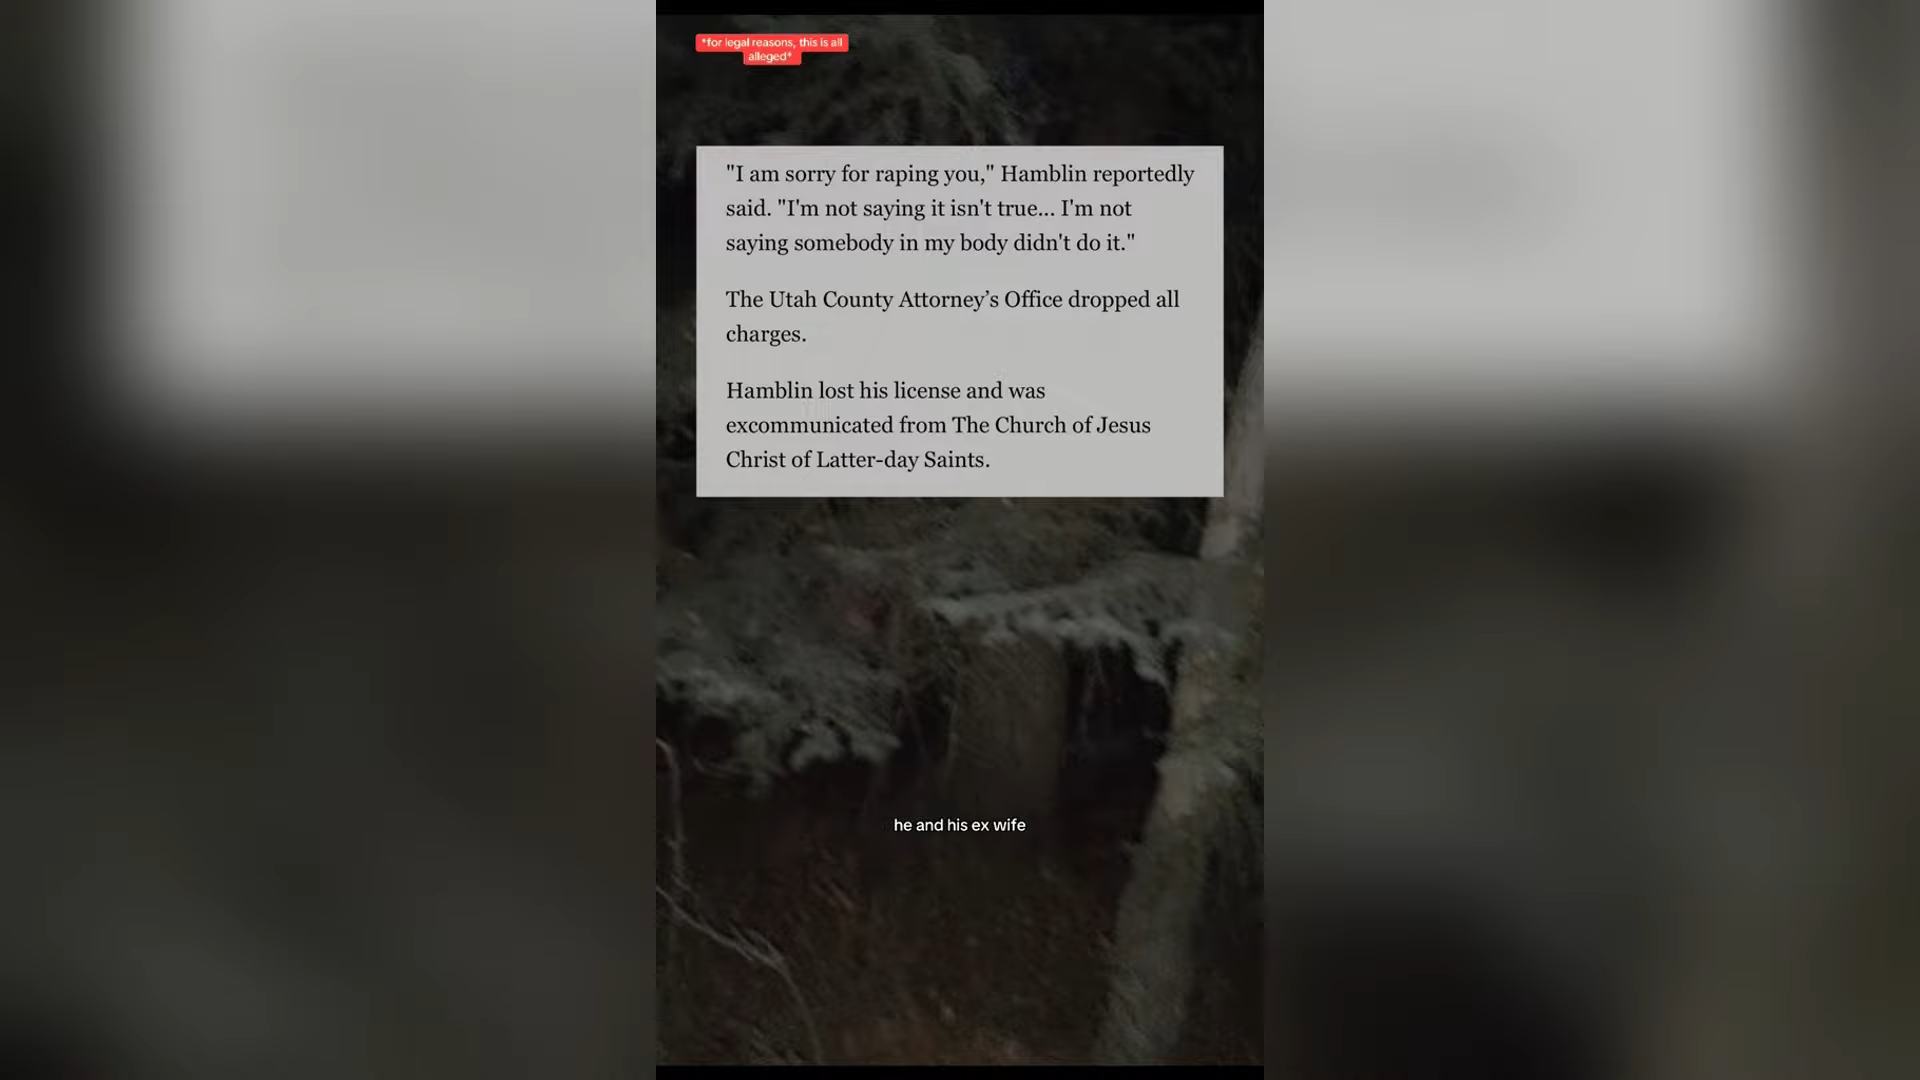 *for legal reasons, this is all
alleged*
"I am sorry for raping you," Hamblin reportedly
said. "I'm not saying it isn't true... I'm not
saying somebody in my body didn't do it."
The Utah County Attorney’s Office dropped all
charges.
Hamblin lost his license and was
excommunicated from The Church of Jesus
Christ of Latter-day Saints.
he and his ex wife